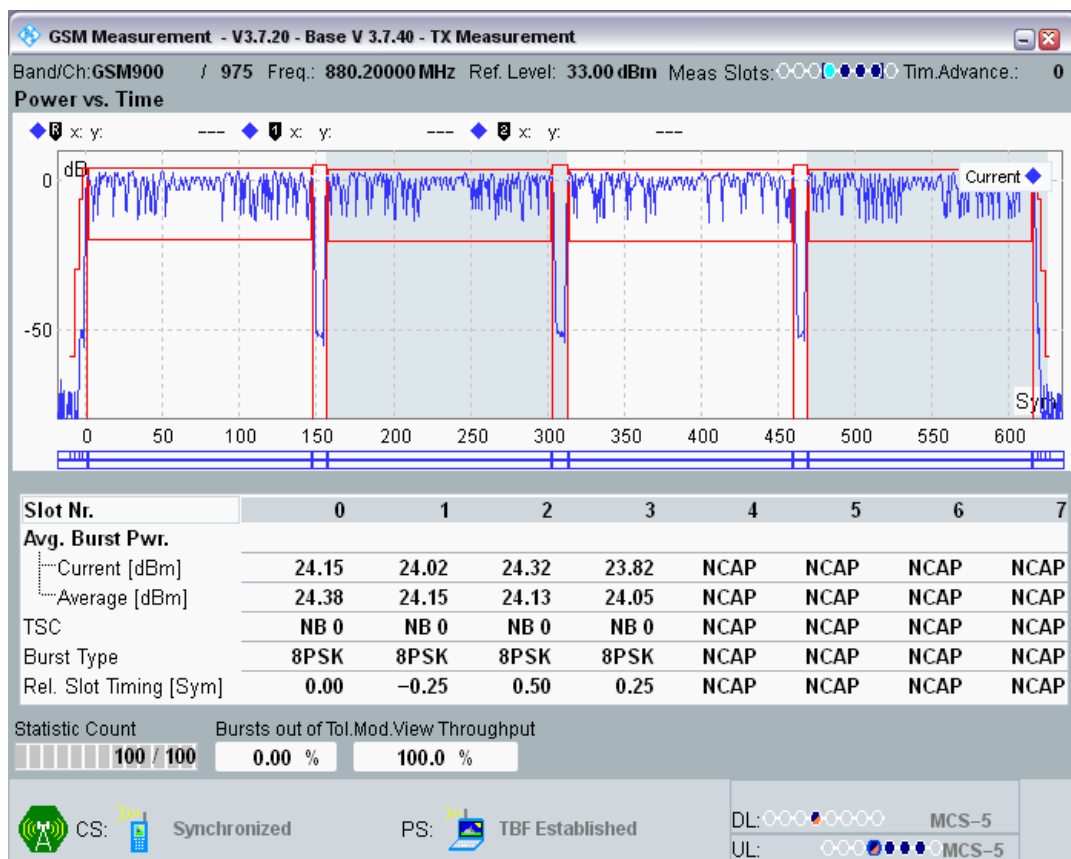 GSM Measurement - V3.7.20 - Base V 3.7.40 - TX Measurement
Band/Ch:GSM900 / 975 Freq.: 880.20000 MHz Ref. Level: 33.00 dBm Meas Slots: Tim.Advance.: 0
Power vs. Time
R x: y: --- 1 x: y: --- 2 x: y: ---
dB
Current
0
-50
Sym
0 50 100 150 200 250 300 350 400 450 500 550 600
Slot Nr. 0 1 2 3 4 5 6 7
Avg. Burst Pwr.
Current [dBm] 24.15 24.02 24.32 23.82 NCAP NCAP NCAP NCAP
Average [dBm] 24.38 24.15 24.13 24.05 NCAP NCAP NCAP NCAP
TSC NB 0 NB 0 NB 0 NB 0 NCAP NCAP NCAP NCAP
Burst Type 8PSK 8PSK 8PSK 8PSK NCAP NCAP NCAP NCAP
Rel. Slot Timing [Sym] 0.00 −0.25 0.50 0.25 NCAP NCAP NCAP NCAP
Statistic Count Bursts out of Tol.Mod.View Throughput
100 / 100 0.00 % 100.0 %
CS: Synchronized PS: TBF Established DL: MCS−5
UL: MCS−5